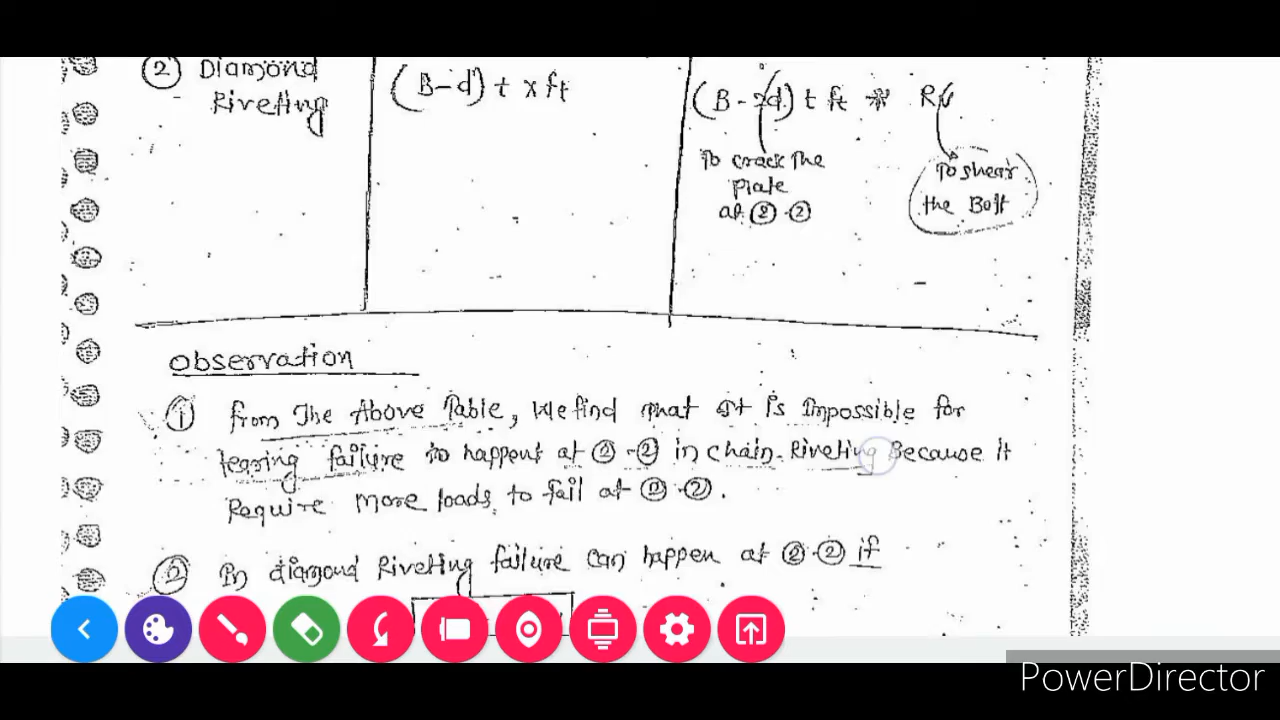 ② Diamond Riveting
(B-d) t x ft
(B-2d) t ft * Rv
To crack The
Plate
at ②-②
To shear
the Bolt
Observation
① from The Above Table, We find that It Is Impossible for
tearing failure to happent at ②-② in chain Riveting Because it
Require more loads to fail at ②-②.
② In diamond Riveting failure can happen at ②-② if
PowerDirector